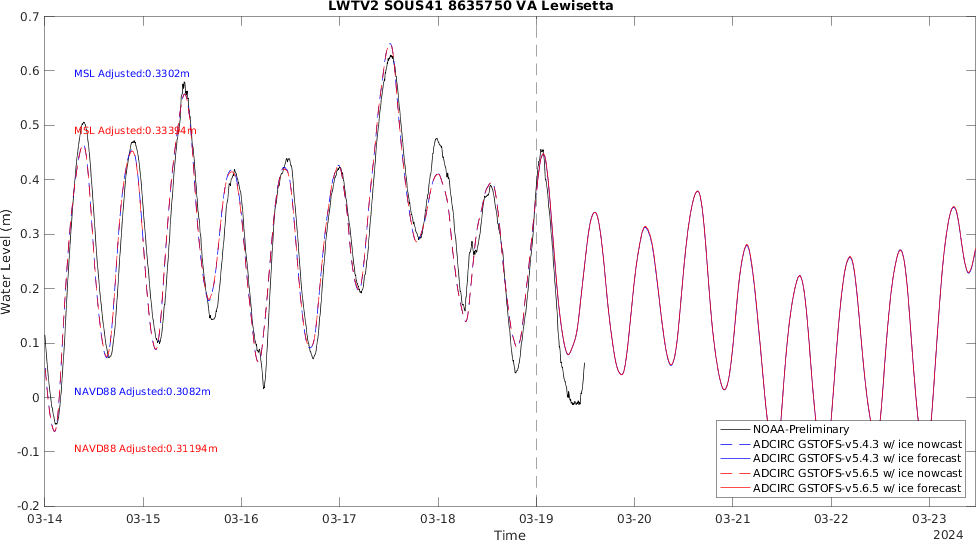 LWTV2 SOUS41 8635750 VA Lewisetta
0.7
0.6
0.5
0.4
0.3
0.2
0.1
0
-0.1
-0.2
Water Level (m)
MSL Adjusted:0.3302m
MSL Adjusted:0.33394m
NAVD88 Adjusted:0.3082m
NAVD88 Adjusted:0.31194m
NOAA-Preliminary
ADCIRC GSTOFS-v5.4.3 w/ ice nowcast
ADCIRC GSTOFS-v5.4.3 w/ ice forecast
ADCIRC GSTOFS-v5.6.5 w/ ice nowcast
ADCIRC GSTOFS-v5.6.5 w/ ice forecast
03-14 03-15 03-16 03-17 03-18 03-19 03-20 03-21 03-22 03-23
Time
2024